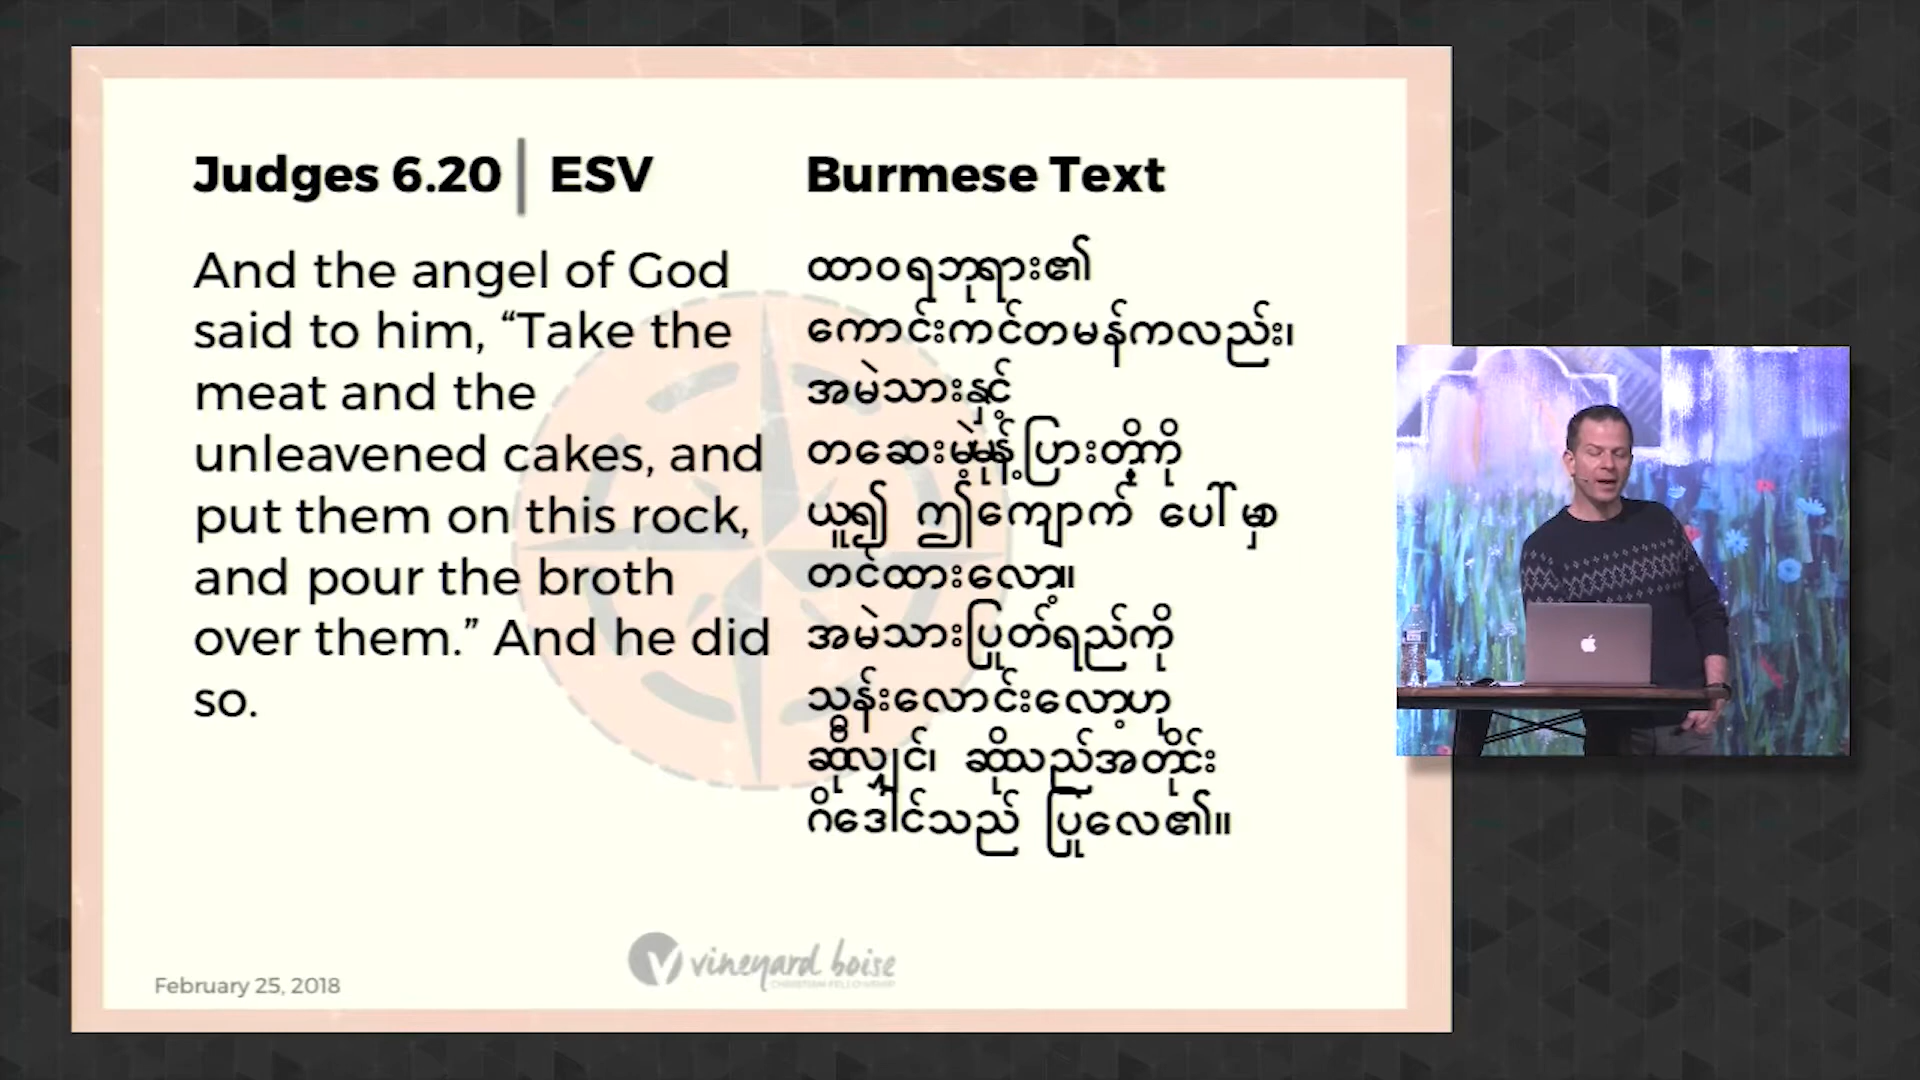 Judges 6.20 | ESV
And the angel of God
said to him, “Take the
meat and the
unleavened cakes, and
put them on this rock,
and pour the broth
over them.” And he did
so.
Burmese Text
ထာဝရဘုရား၏
ကောင်းကင်တမန်ကလည်း၊
အမဲသားနှင့်
တဆေးမဲ့မုန့်ပြားတို့ကို
ယူ၍ ဤကျောက် ပေါ်မှာ
တင်ထားလော့။
အမဲသားပြုတ်ရည်ကို
သွန်းလောင်းလော့ဟု
ဆိုလျှင်၊ ဆိုသည်အတိုင်း
ဂိဒေါင်သည် ပြုလေ၏။
February 25, 2018
vineyard boise
CHRISTIAN FELLOWSHIP